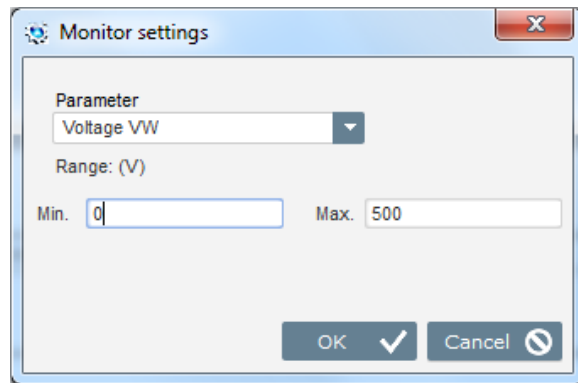 Monitor settings
Parameter
Voltage VW
Range: (V)
Min. 0 Max. 500
OK Cancel